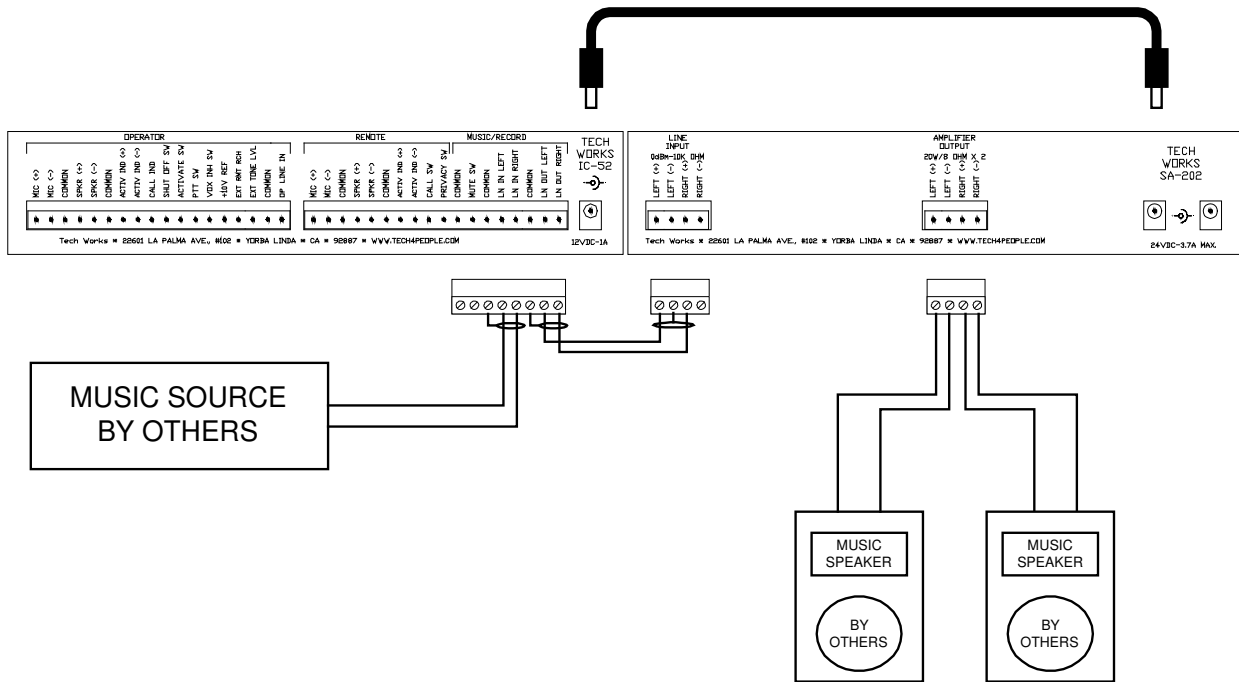 OPERATOR
REMOTE
MUSIC/RECORD
MIC (+)
MIC (-)
COMMON
SPKR (+)
SPKR (-)
COMMON
ACTIV IND (+)
ACTIV IND (-)
CALL IND
SHUT OFF SW
ACTIVATE SW
PTT SW
VOX INH SW
+10V REF
EXT RMT RCH
EXT TONE LVL
COMMON
OP LINE IN
MIC (+)
MIC (-)
COMMON
SPKR (+)
SPKR (-)
COMMON
ACTIV IND (+)
ACTIV IND (-)
CALL SW
PRIVACY SW
COMMON
MUTE SW
COMMON
LN IN LEFT
LN IN RIGHT
COMMON
LN OUT LEFT
LN OUT RIGHT
TECH
WORKS
IC-52
12VDC-1A
Tech Works * 22601 LA PALMA AVE., #102 * YORBA LINDA * CA * 92887 * WWW.TECH4PEOPLE.COM
LINE
INPUT
0dBm-10K OHM
LEFT (+)
LEFT (-)
RIGHT (+)
RIGHT (-)
AMPLIFIER
OUTPUT
20W/8 OHM X 2
LEFT (+)
LEFT (-)
RIGHT (+)
RIGHT (-)
TECH
WORKS
SA-202
24VDC-3.7A MAX.
Tech Works * 22601 LA PALMA AVE., #102 * YORBA LINDA * CA * 92887 * WWW.TECH4PEOPLE.COM
MUSIC SOURCE
BY OTHERS
MUSIC
SPEAKER
BY
OTHERS
MUSIC
SPEAKER
BY
OTHERS